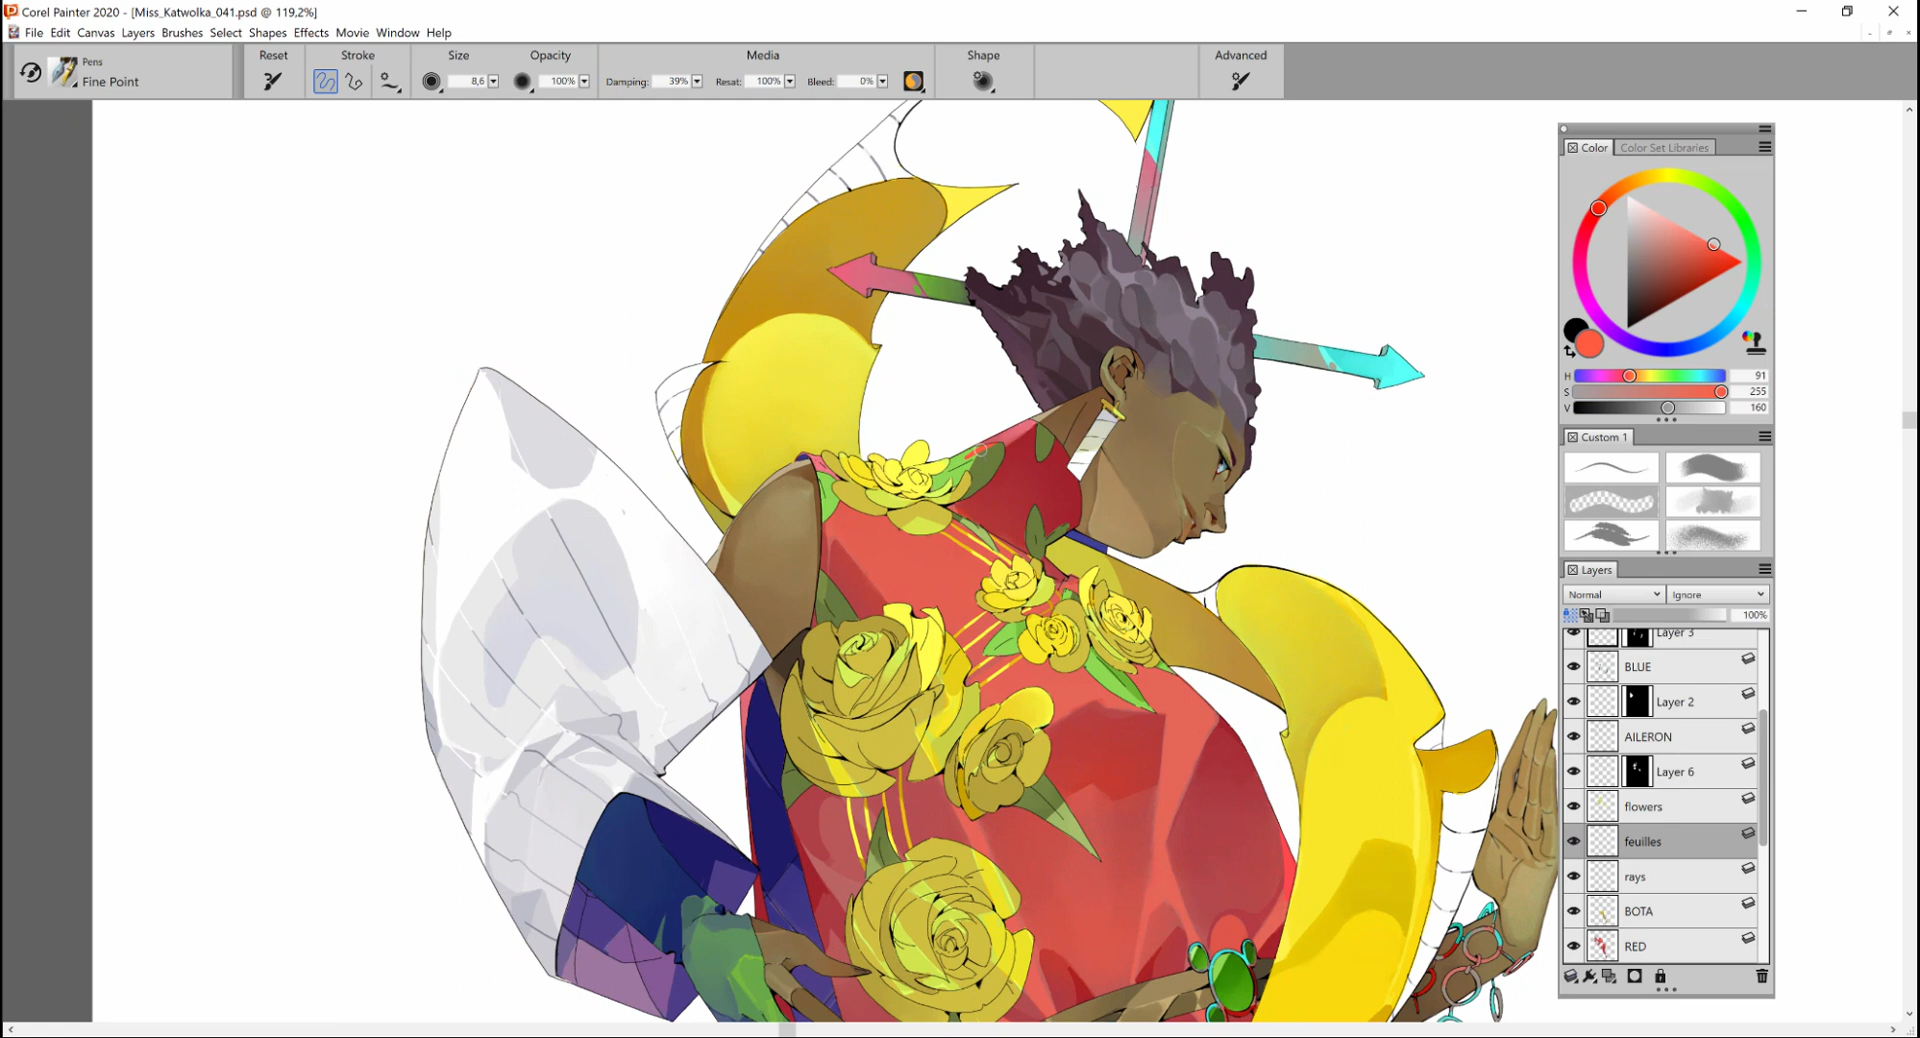 Corel Painter 2020 - [Miss_Katwolka_041.psd @ 119,2%]
File Edit Canvas Layers Brushes Select Shapes Effects Movie Window Help
Pens
Fine Point
Reset Stroke Size Opacity Media Shape Advanced
8,6 100% Damping: 39% Resat: 100% Bleed: 0%
Color Color Set Libraries
H 91
S 255
V 160
Custom 1
Layers
Normal Ignore
100%
Layer 3
BLUE
Layer 2
AILERON
Layer 6
flowers
feuilles
rays
BOTA
RED